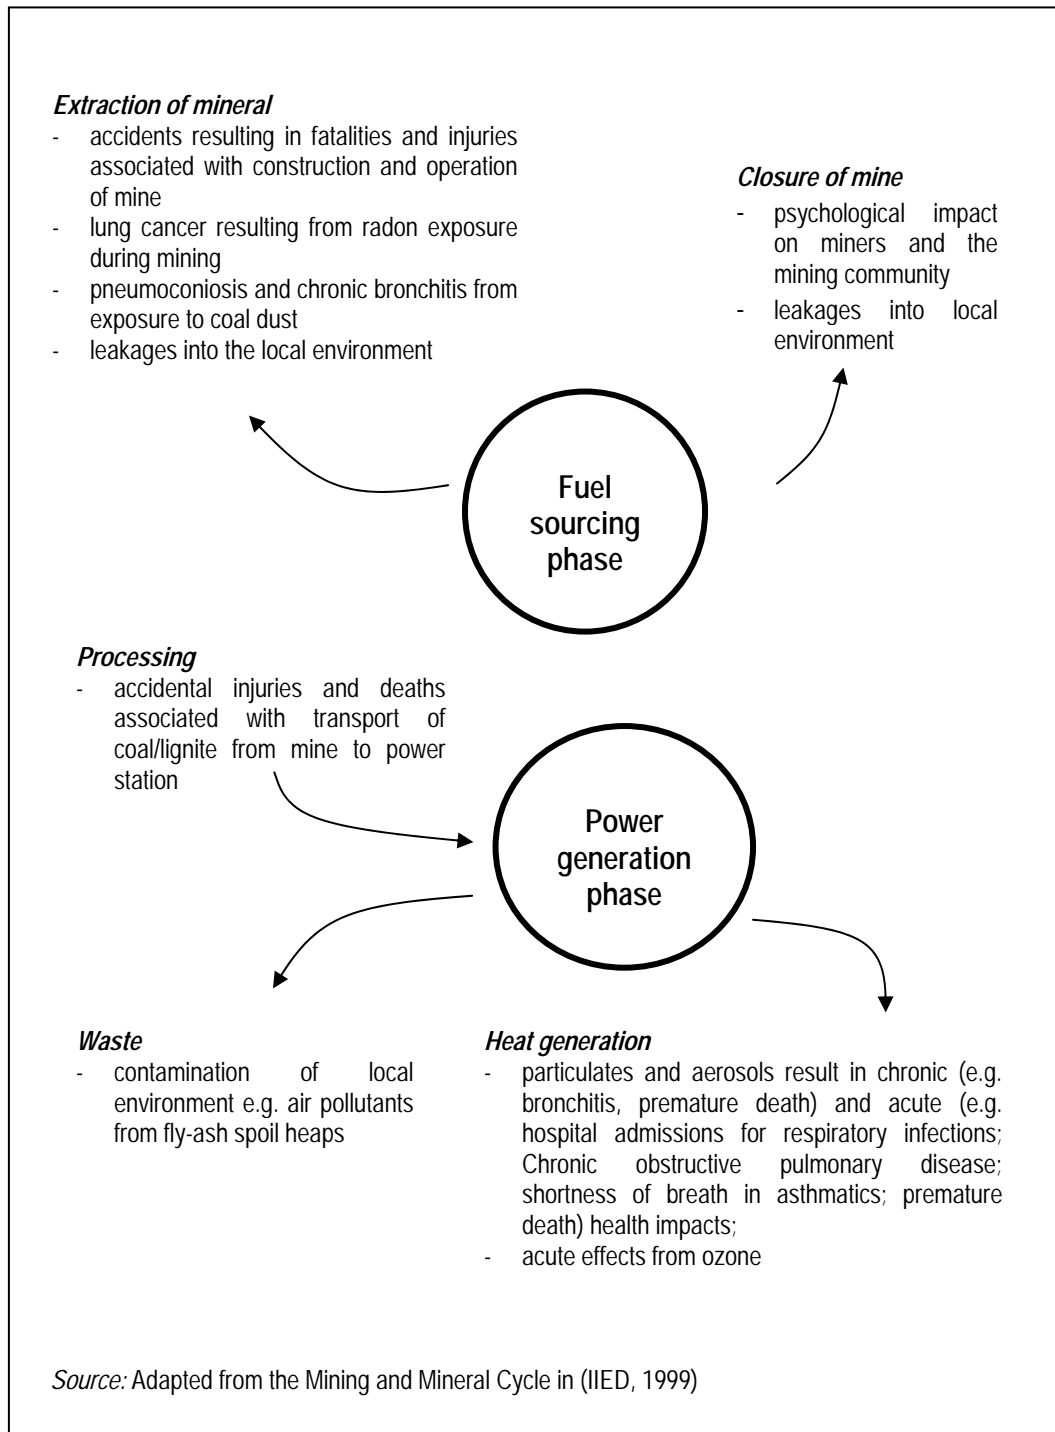 Extraction of mineral
- accidents resulting in fatalities and injuries
associated with construction and operation
of mine
- lung cancer resulting from radon exposure
during mining
- pneumoconiosis and chronic bronchitis from
exposure to coal dust
- leakages into the local environment
Closure of mine
- psychological impact
on miners and the
mining community
- leakages into local
environment
Fuel
sourcing
phase
Processing
- accidental injuries and deaths
associated with transport of
coal/lignite from mine to power
station
Power
generation
phase
Waste
- contamination of local
environment e.g. air pollutants
from fly-ash spoil heaps
Heat generation
- particulates and aerosols result in chronic (e.g.
bronchitis, premature death) and acute (e.g.
hospital admissions for respiratory infections;
Chronic obstructive pulmonary disease;
shortness of breath in asthmatics; premature
death) health impacts;
- acute effects from ozone
Source: Adapted from the Mining and Mineral Cycle in (IIED, 1999)